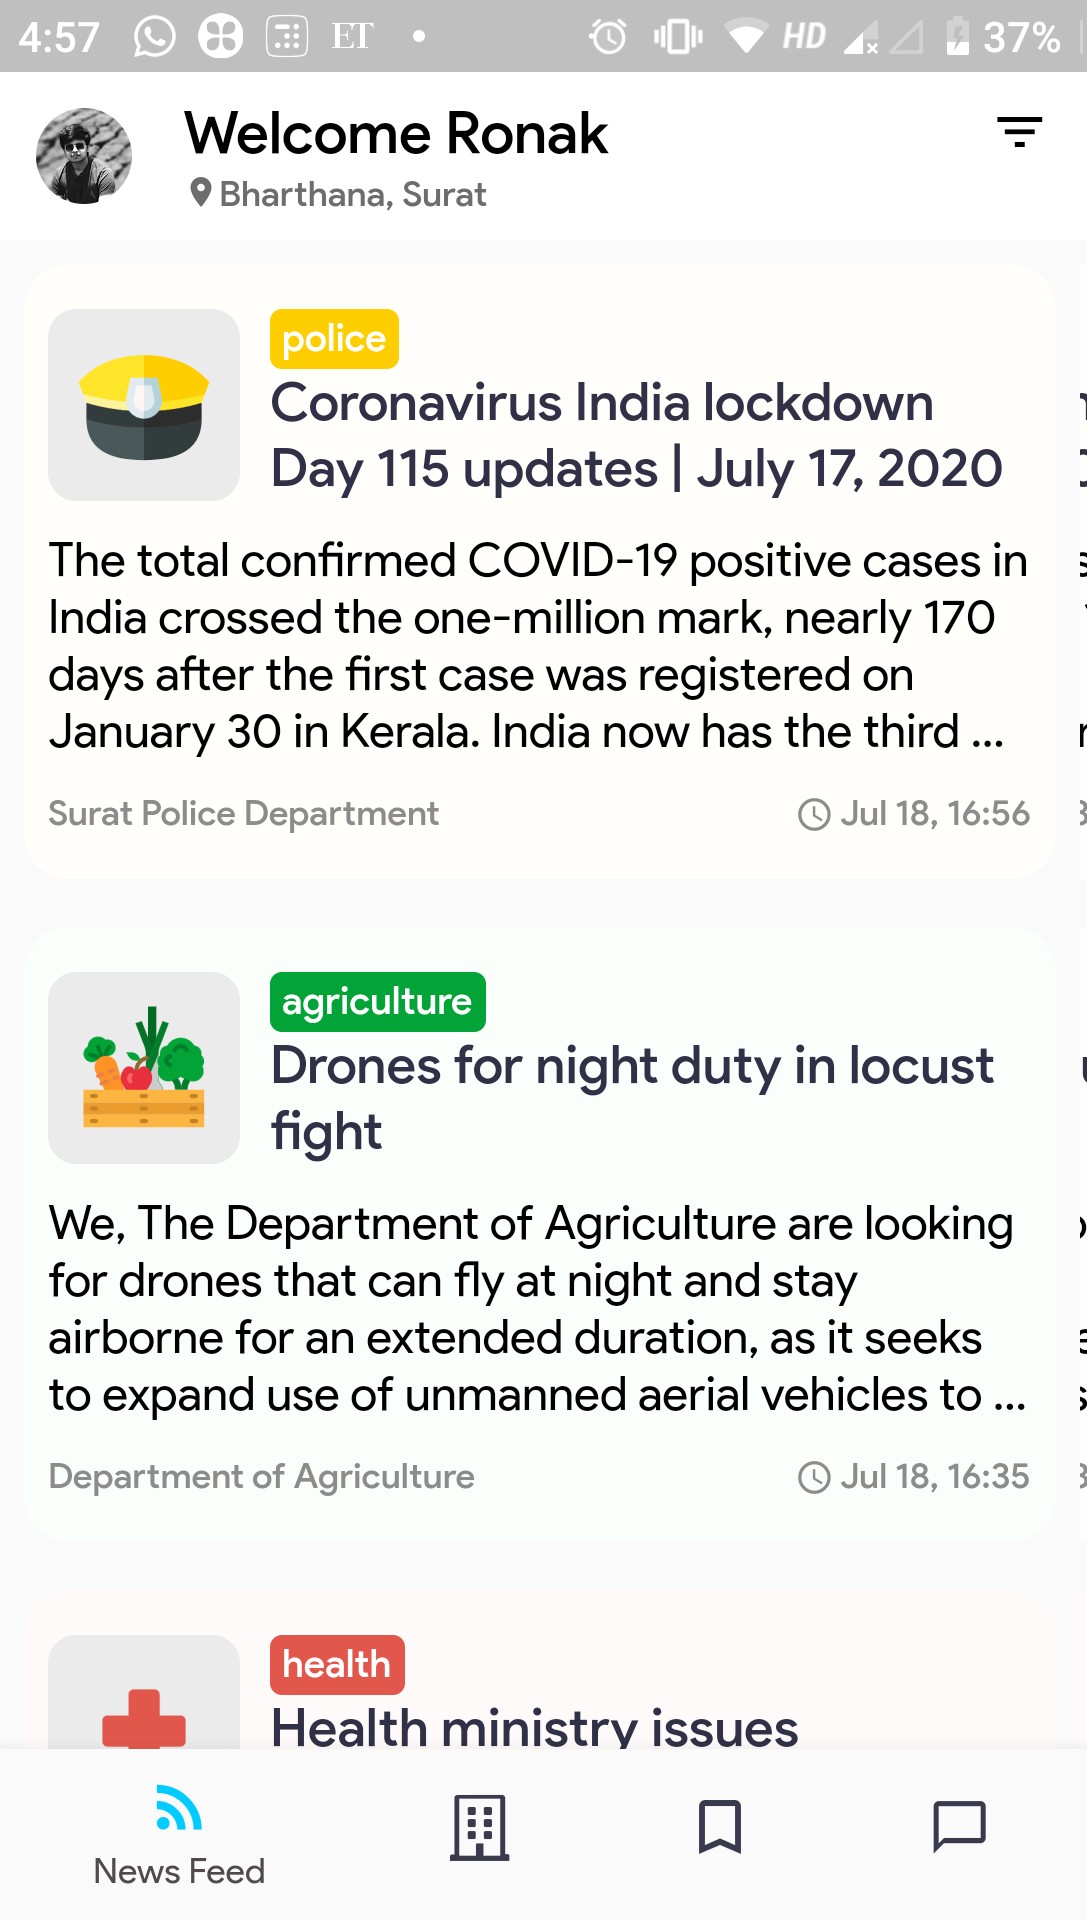 4:57 ET HD 37%
Welcome Ronak
Bharthana, Surat
police
Coronavirus India lockdown
Day 115 updates | July 17, 2020
The total confirmed COVID-19 positive cases in
India crossed the one-million mark, nearly 170
days after the first case was registered on
January 30 in Kerala. India now has the third ...
Surat Police Department Jul 18, 16:56
agriculture
Drones for night duty in locust
fight
We, The Department of Agriculture are looking
for drones that can fly at night and stay
airborne for an extended duration, as it seeks
to expand use of unmanned aerial vehicles to ...
Department of Agriculture Jul 18, 16:35
health
Health ministry issues
News Feed